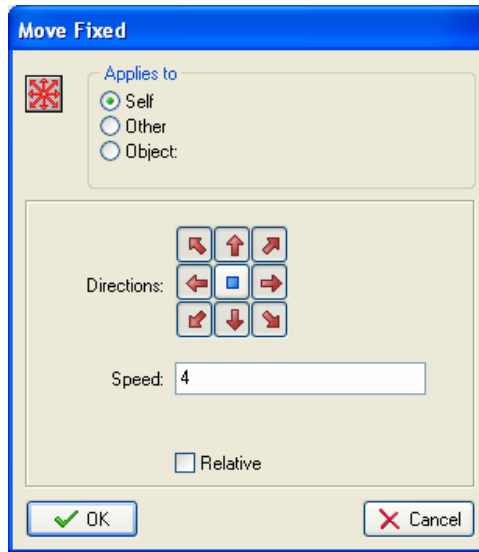 Move Fixed
Applies to
Self
Other
Object:
Directions:
Speed: 4
Relative
OK Cancel